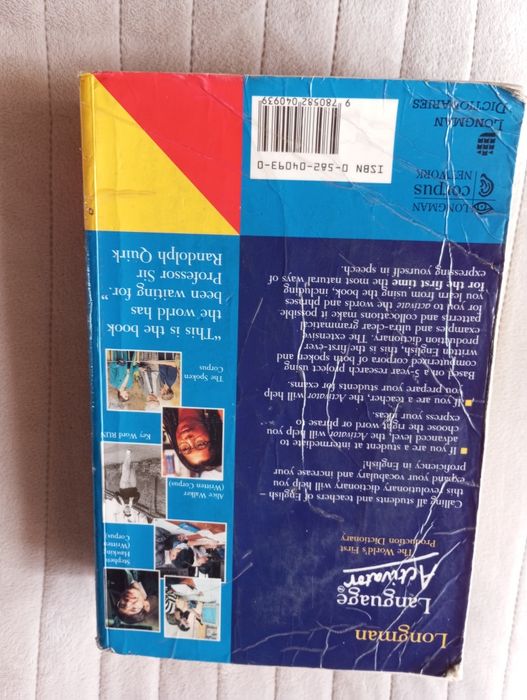 Longman
Language
Activator
The World's First
Production Dictionary
Calling all students and teachers of English –
this revolutionary dictionary will help you
expand your vocabulary and increase your
proficiency in English!
If you are a student at intermediate to
advanced level, the Activator will help you
choose the right word or phrase to
express your ideas.
If you are a teacher, the Activator will help
you prepare your students for exams.
Based on a 5-year research project using
computerized corpora of both spoken and
written English, this is the first-ever
production dictionary. The extensive
examples and ultra-clear grammatical
patterns and collocations make it possible
for you to activate the words and phrases
you learn from using the book, including
for the first time the most natural ways of
expressing yourself in speech.
Stephen
Hawkin
(Written
Corpus)
Alice Walker
(Written Corpus)
Key Word RUN
The Spoken
Corpus
"This is the book
the world has
been waiting for."
Professor Sir
Randolph Quirk
LONGMAN
corpus
NETWORK
LONGMAN
DICTIONARIES
ISBN 0-582-04093-0
9 780582 040939